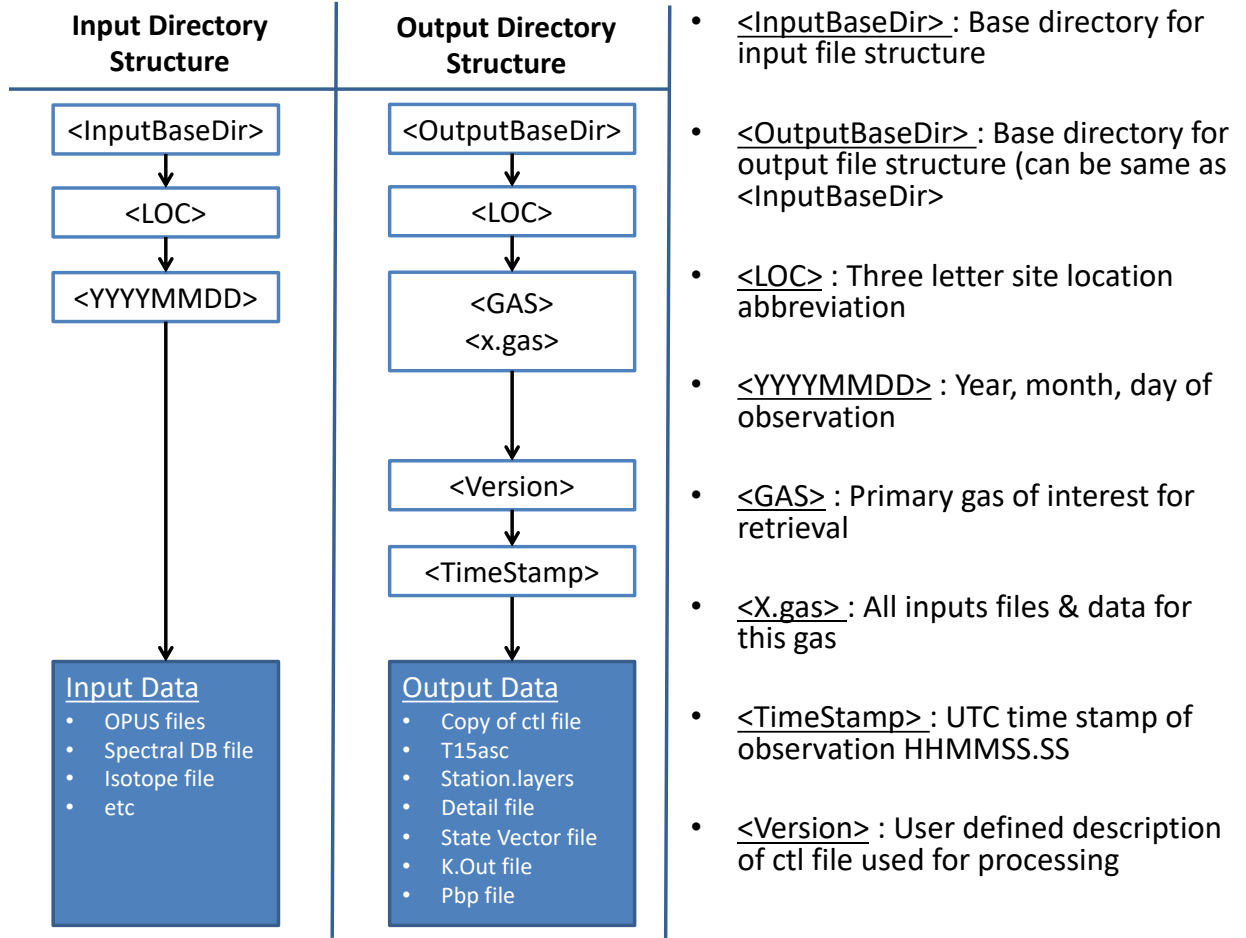 Input Directory
Structure
<InputBaseDir>
<LOC>
<YYYYMMDD>
Input Data
• OPUS files
• Spectral DB file
• Isotope file
• etc
Output Directory
Structure
<OutputBaseDir>
<LOC>
<GAS>
<x.gas>
<Version>
<TimeStamp>
Output Data
• Copy of ctl file
• T15asc
• Station.layers
• Detail file
• State Vector file
• K.Out file
• Pbp file
• <InputBaseDir> : Base directory for
input file structure
• <OutputBaseDir> : Base directory for
output file structure (can be same as
<InputBaseDir>
• <LOC> : Three letter site location
abbreviation
• <YYYYMMDD> : Year, month, day of
observation
• <GAS> : Primary gas of interest for
retrieval
• <X.gas> : All inputs files & data for
this gas
• <TimeStamp> : UTC time stamp of
observation HHMMSS.SS
• <Version> : User defined description
of ctl file used for processing